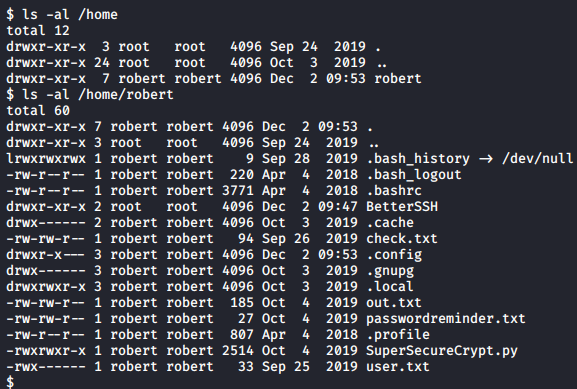 $ ls -al /home
total 12
drwxr-xr-x  3 root   root   4096 Sep 24  2019 .
drwxr-xr-x 24 root   root   4096 Oct  3  2019 ..
drwxr-xr-x  7 robert robert 4096 Dec  2 09:53 robert
$ ls -al /home/robert
total 60
drwxr-xr-x 7 robert robert 4096 Dec  2 09:53 .
drwxr-xr-x 3 root   root   4096 Sep 24  2019 ..
lrwxrwxrwx 1 robert robert    9 Sep 28  2019 .bash_history -> /dev/null
-rw-r--r-- 1 robert robert  220 Apr  4  2018 .bash_logout
-rw-r--r-- 1 robert robert 3771 Apr  4  2018 .bashrc
drwxr-xr-x 2 root   root   4096 Dec  2 09:47 BetterSSH
drwx------ 2 robert robert 4096 Oct  3  2019 .cache
-rw-rw-r-- 1 robert robert   94 Sep 26  2019 check.txt
drwxr-x--- 3 robert robert 4096 Dec  2 09:53 .config
drwx------ 3 robert robert 4096 Oct  3  2019 .gnupg
drwxrwxr-x 3 robert robert 4096 Oct  3  2019 .local
-rw-rw-r-- 1 robert robert  185 Oct  4  2019 out.txt
-rw-rw-r-- 1 robert robert   27 Oct  4  2019 passwordreminder.txt
-rw-r--r-- 1 robert robert  807 Apr  4  2018 .profile
-rwxrwxr-x 1 robert robert 2514 Oct  4  2019 SuperSecureCrypt.py
-rwx------ 1 robert robert   33 Sep 25  2019 user.txt
$